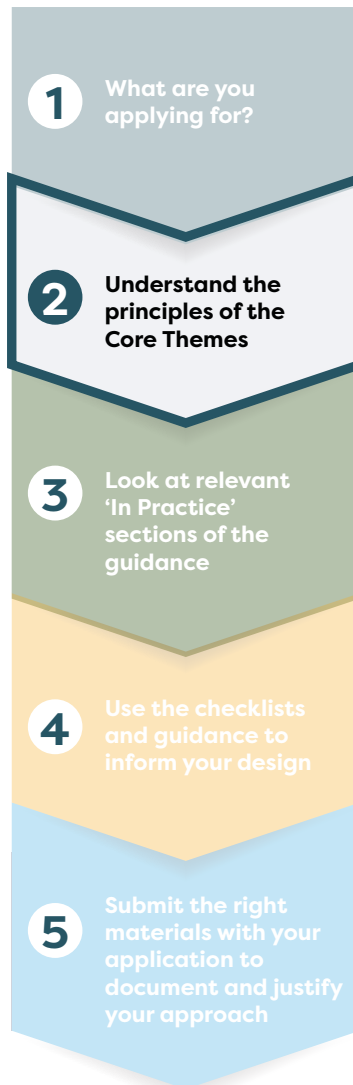 1
What are you
applying for?
2
Understand the
principles of the
Core Themes
3
Look at relevant
‘In Practice’
sections of the
guidance
4
Use the checklists
and guidance to
inform your design
5
Submit the right
materials with your
application to
document and justify
your approach